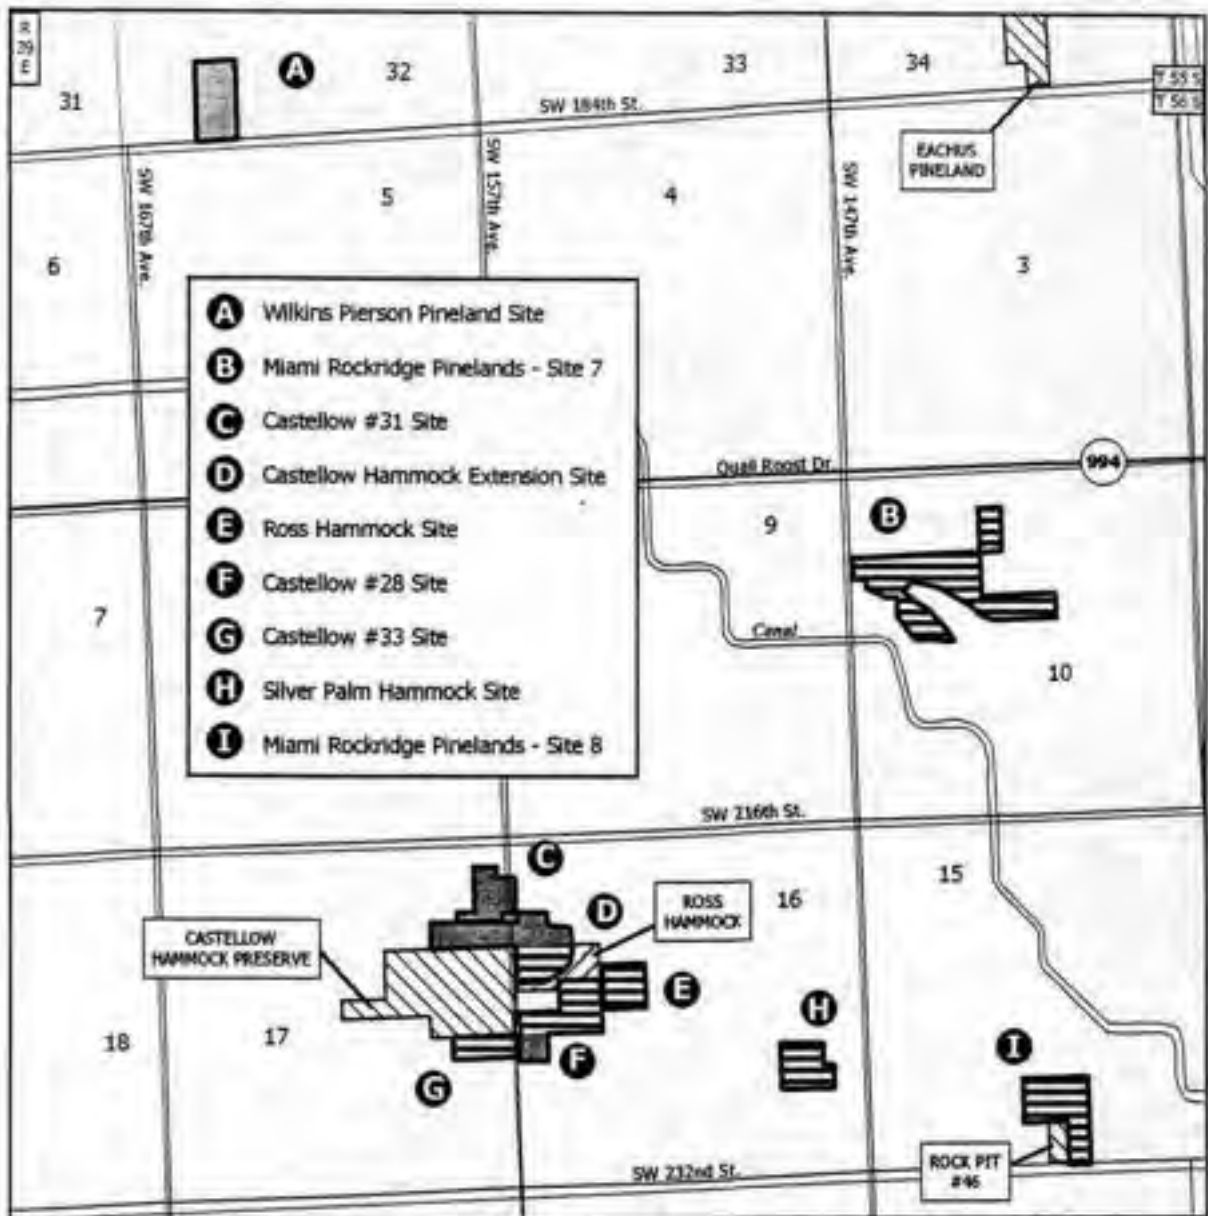 R
29
E
31
A
32
33
34
T 55 S
T 56 S
SW 184th St.
EACHUS
PINELAND
SW 167th Ave.
SW 157th Ave.
SW 147th Ave.
6
5
4
3
A Wilkins Pierson Pineland Site
B Miami Rockridge Pinelands - Site 7
C Castellow #31 Site
D Castellow Hammock Extension Site
E Ross Hammock Site
F Castellow #28 Site
G Castellow #33 Site
H Silver Palm Hammock Site
I Miami Rockridge Pinelands - Site 8
Quail Roost Dr.
994
7
9
B
Canal
10
SW 216th St.
C
D
ROSS
HAMMOCK
16
15
CASTELLOW
HAMMOCK PRESERVE
E
H
18
17
F
G
I
ROCK PIT
#46
SW 232nd St.